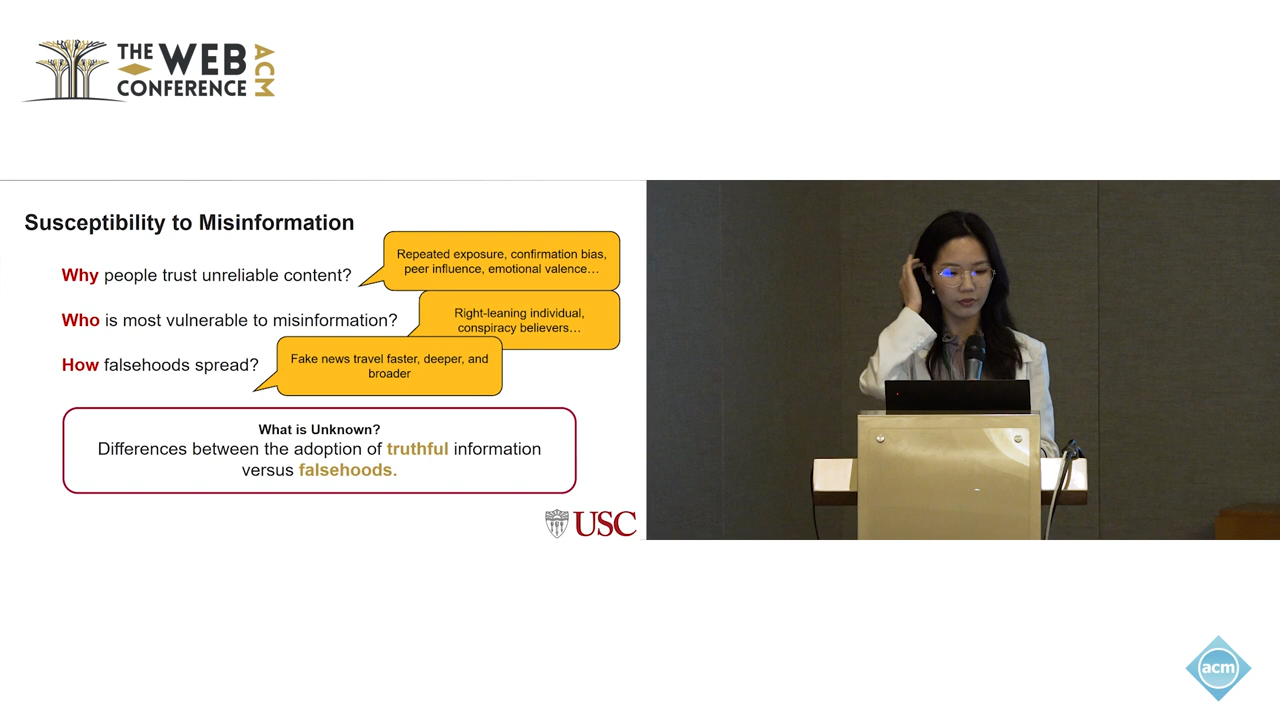 THE WEB
CONFERENCE
ACM
Susceptibility to Misinformation
Why people trust unreliable content?
Repeated exposure, confirmation bias,
peer influence, emotional valence…
Who is most vulnerable to misinformation?
Right-leaning individual,
conspiracy believers…
How falsehoods spread?
Fake news travel faster, deeper, and
broader
What is Unknown?
Differences between the adoption of truthful information
versus falsehoods.
USC
acm